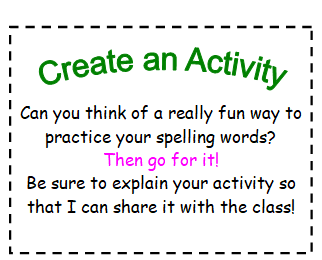 Create an Activity
Can you think of a really fun way to
practice your spelling words?
Then go for it!
Be sure to explain your activity so
that I can share it with the class!